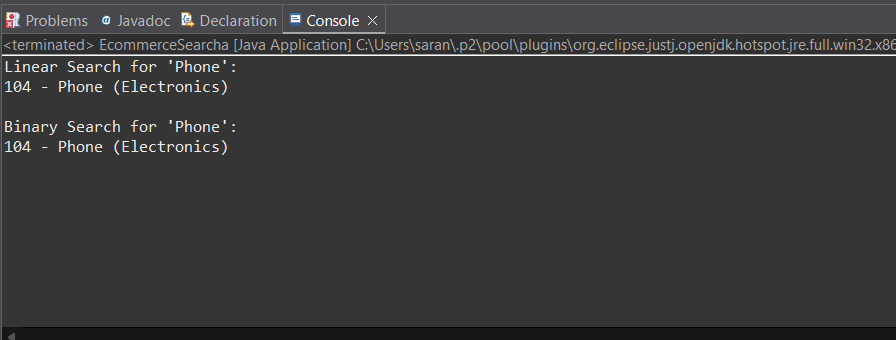 Problems @ Javadoc Declaration Console
<terminated> EcommerceSearcha [Java Application] C:\Users\saran\.p2\pool\plugins\org.eclipse.justj.openjdk.hotspot.jre.full.win32.x86
Linear Search for 'Phone':
104 - Phone (Electronics)
Binary Search for 'Phone':
104 - Phone (Electronics)